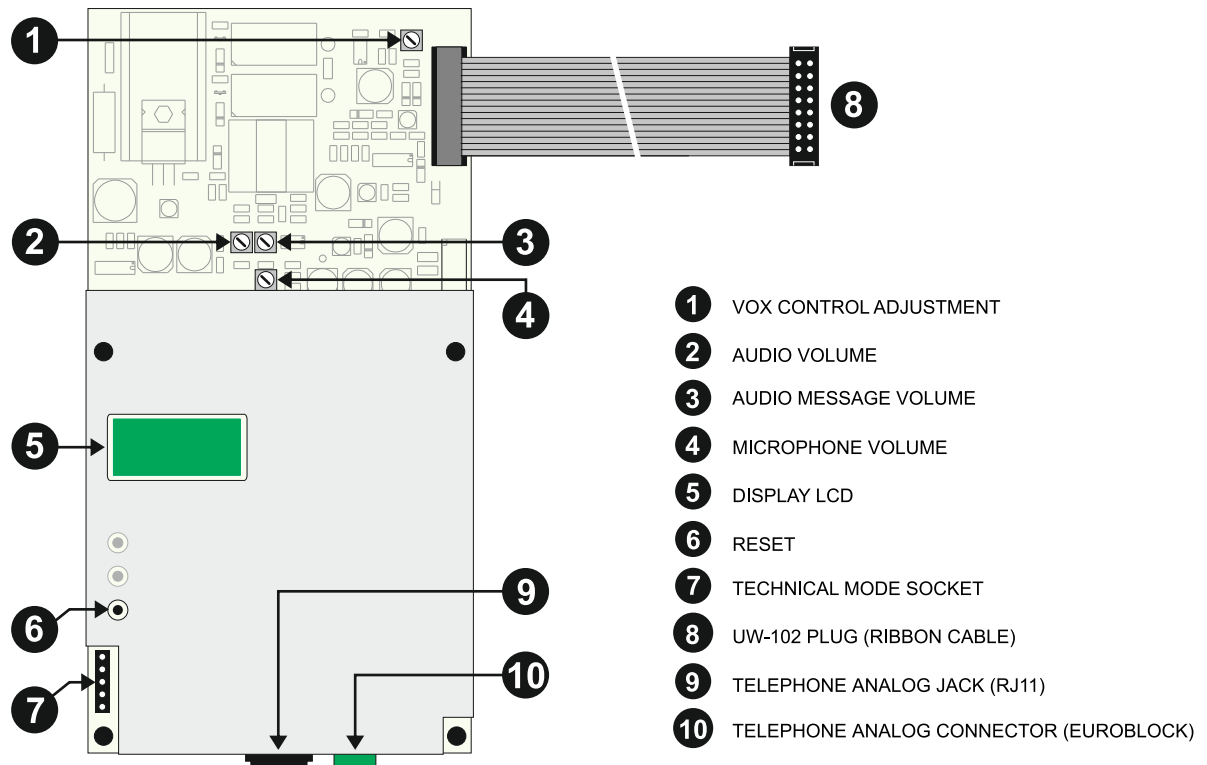 1
2
3
4
5
6
7
8
9
10
1 VOX CONTROL ADJUSTMENT
2 AUDIO VOLUME
3 AUDIO MESSAGE VOLUME
4 MICROPHONE VOLUME
5 DISPLAY LCD
6 RESET
7 TECHNICAL MODE SOCKET
8 UW-102 PLUG (RIBBON CABLE)
9 TELEPHONE ANALOG JACK (RJ11)
10 TELEPHONE ANALOG CONNECTOR (EUROBLOCK)